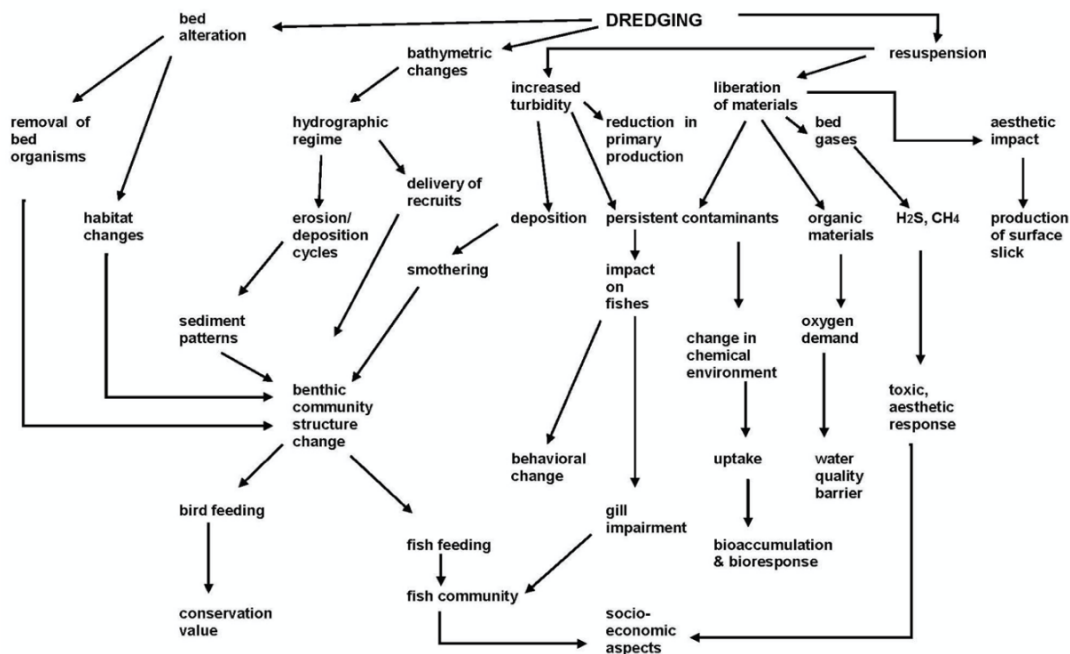 DREDGING
bed
alteration
bathymetric
changes
resuspension
increased
turbidity
liberation
of materials
removal of
bed
organisms
hydrographic
regime
reduction in
primary
production
bed
gases
aesthetic
impact
delivery of
recruits
habitat
changes
erosion/
deposition
cycles
deposition
persistent contaminants
organic
materials
H2S, CH4
production
of surface
slick
smothering
impact
on
fishes
sediment
patterns
change in
chemical
environment
oxygen
demand
benthic
community
structure
change
toxic,
aesthetic
response
behavioral
change
uptake
water
quality
barrier
bird feeding
gill
impairment
fish feeding
bioaccumulation
& bioresponse
fish community
conservation
value
socio-
economic
aspects